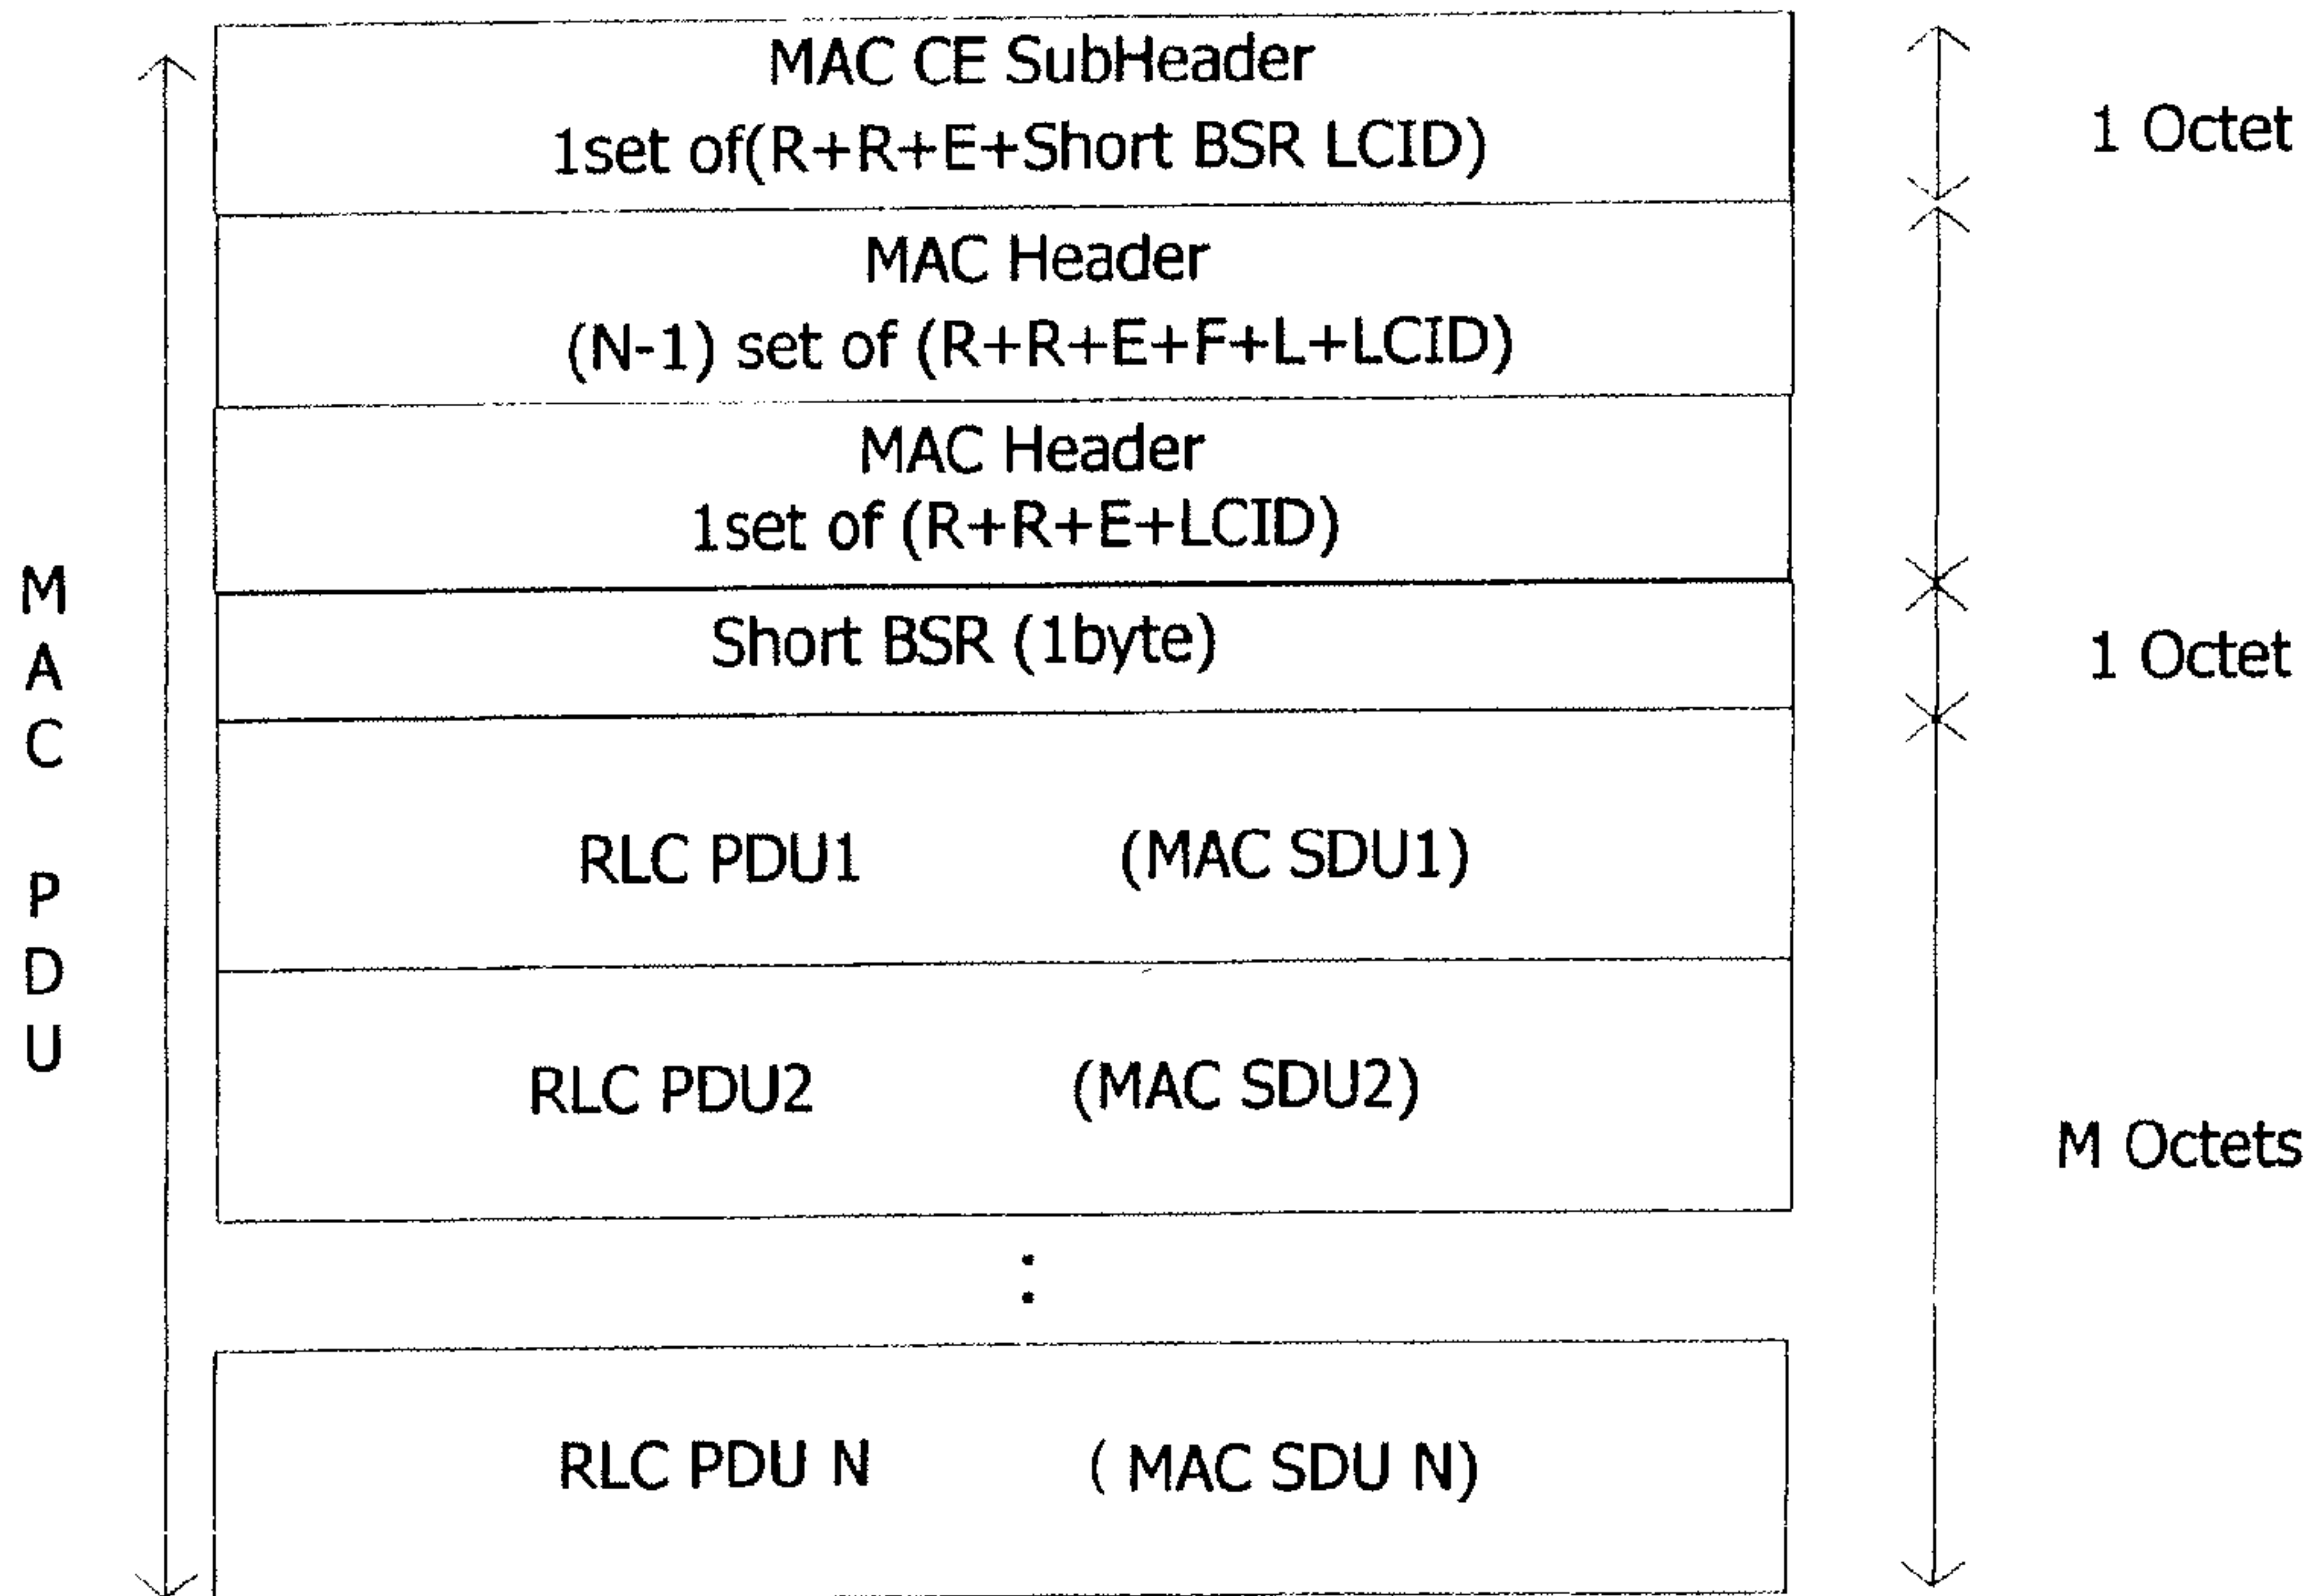 MAC CE SubHeader
1set of(R+R+E+Short BSR LCID)
1 Octet
MAC Header
(N-1) set of (R+R+E+F+L+LCID)
MAC Header
1set of (R+R+E+LCID)
Short BSR (1byte)
1 Octet
MAC PDU
RLC PDU1 (MAC SDU1)
RLC PDU2 (MAC SDU2)
M Octets
:
RLC PDU N ( MAC SDU N)